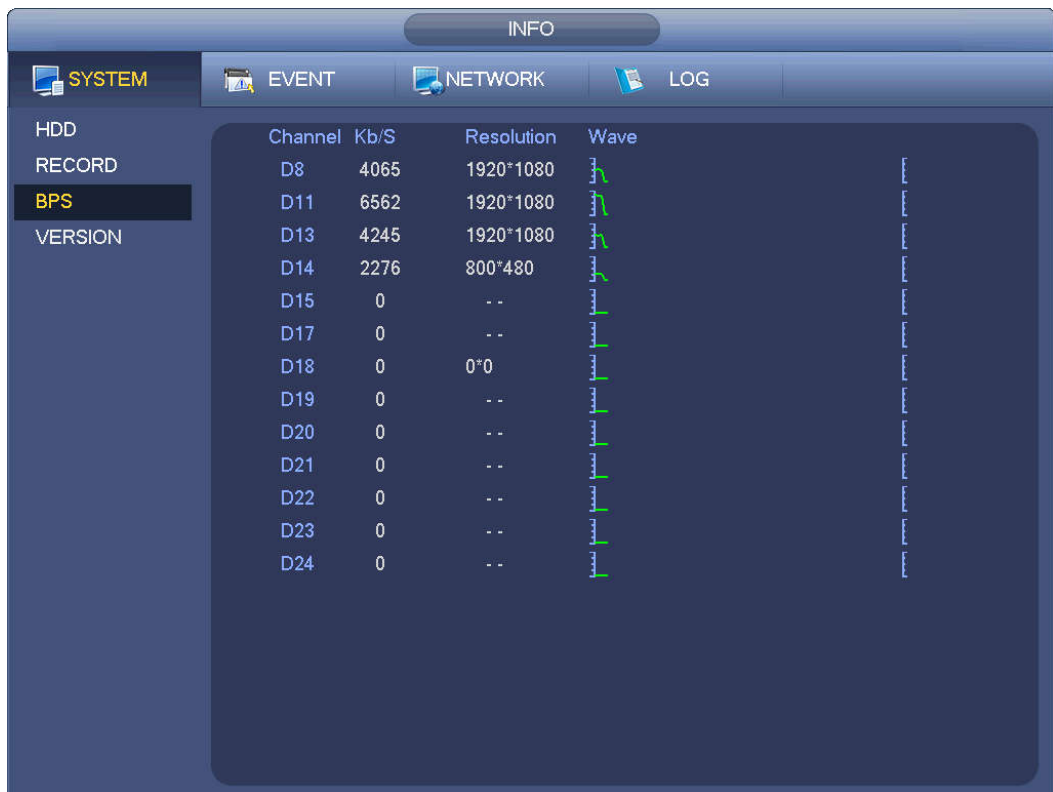 INFO
SYSTEM EVENT NETWORK LOG
HDD
RECORD
BPS
VERSION
Channel Kb/S Resolution Wave
D8 4065 1920*1080
D11 6562 1920*1080
D13 4245 1920*1080
D14 2276 800*480
D15 0 - -
D17 0 - -
D18 0 0*0
D19 0 - -
D20 0 - -
D21 0 - -
D22 0 - -
D23 0 - -
D24 0 - -